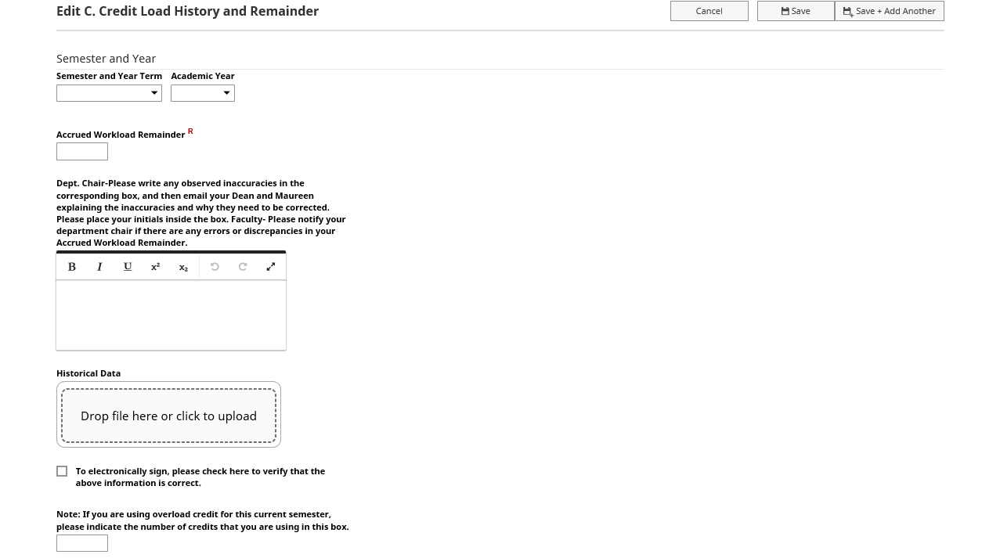 Edit C. Credit Load History and Remainder
Cancel
Save
Save + Add Another
Semester and Year
Semester and Year Term
Academic Year
Accrued Workload Remainder R
Dept. Chair-Please write any observed inaccuracies in the
corresponding box, and then email your Dean and Maureen
explaining the inaccuracies and why they need to be corrected.
Please place your initials inside the box. Faculty- Please notify your
department chair if there are any errors or discrepancies in your
Accrued Workload Remainder.
B I U x² x₂
Historical Data
Drop file here or click to upload
To electronically sign, please check here to verify that the
above information is correct.
Note: If you are using overload credit for this current semester,
please indicate the number of credits that you are using in this box.